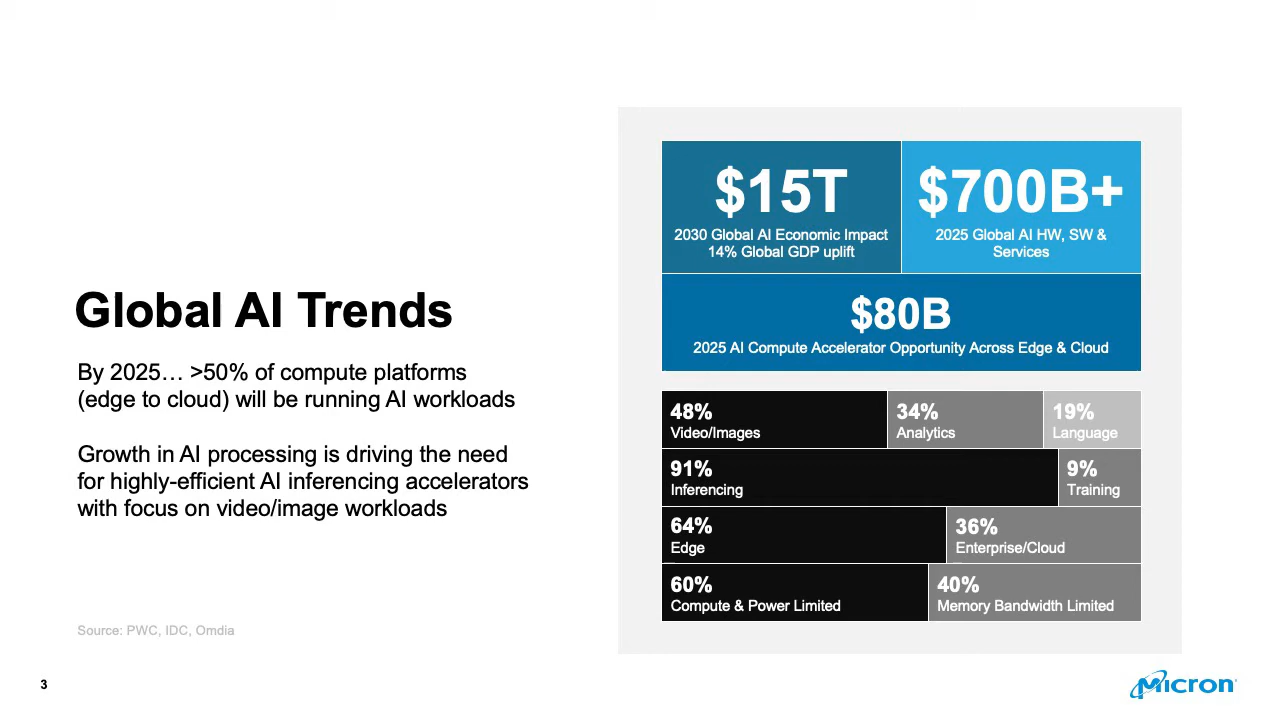 Global AI Trends
By 2025… >50% of compute platforms
(edge to cloud) will be running AI workloads
Growth in AI processing is driving the need
for highly-efficient AI inferencing accelerators
with focus on video/image workloads
Source: PWC, IDC, Omdia
3
$15T
2030 Global AI Economic Impact
14% Global GDP uplift
$700B+
2025 Global AI HW, SW &
Services
$80B
2025 AI Compute Accelerator Opportunity Across Edge & Cloud
48%
Video/Images
34%
Analytics
19%
Language
91%
Inferencing
9%
Training
64%
Edge
36%
Enterprise/Cloud
60%
Compute & Power Limited
40%
Memory Bandwidth Limited
Micron